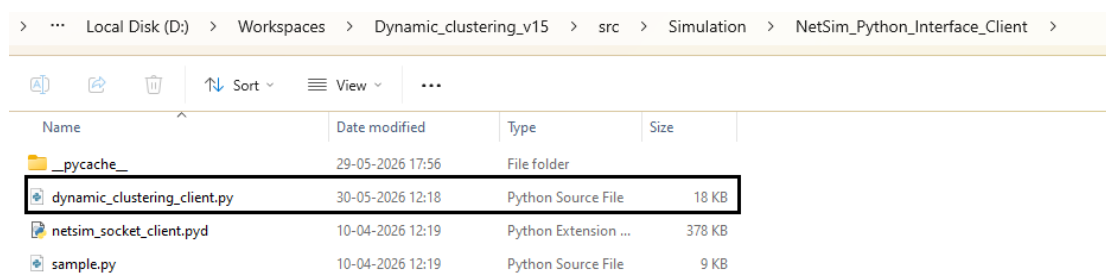 > ... Local Disk (D:) > Workspaces > Dynamic_clustering_v15 > src > Simulation > NetSim_Python_Interface_Client >
Sort View ...
Name Date modified Type Size
__pycache__ 29-05-2026 17:56 File folder
dynamic_clustering_client.py 30-05-2026 12:18 Python Source File 18 KB
netsim_socket_client.pyd 10-04-2026 12:19 Python Extension ... 378 KB
sample.py 10-04-2026 12:19 Python Source File 9 KB